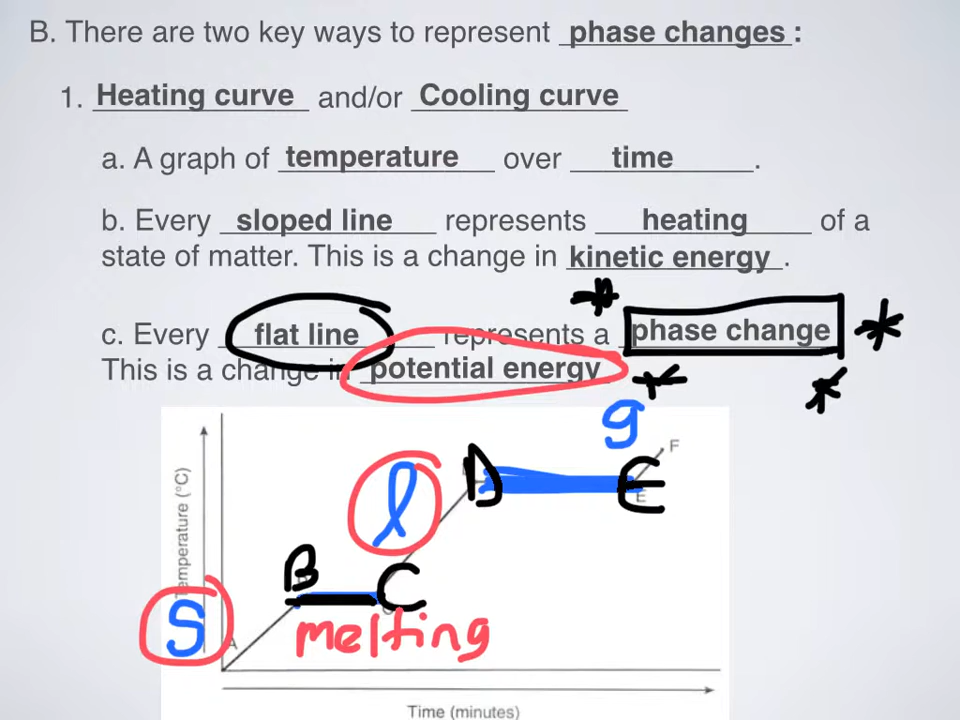 B. There are two key ways to represent phase changes:
1. Heating curve and/or Cooling curve
a. A graph of temperature over time.
b. Every sloped line represents heating of a
state of matter. This is a change in kinetic energy.
c. Every flat line represents a phase change
This is a change in potential energy
g
F
D
E
E
l
Temperature (°C)
B
C
S
melting
A
Time (minutes)